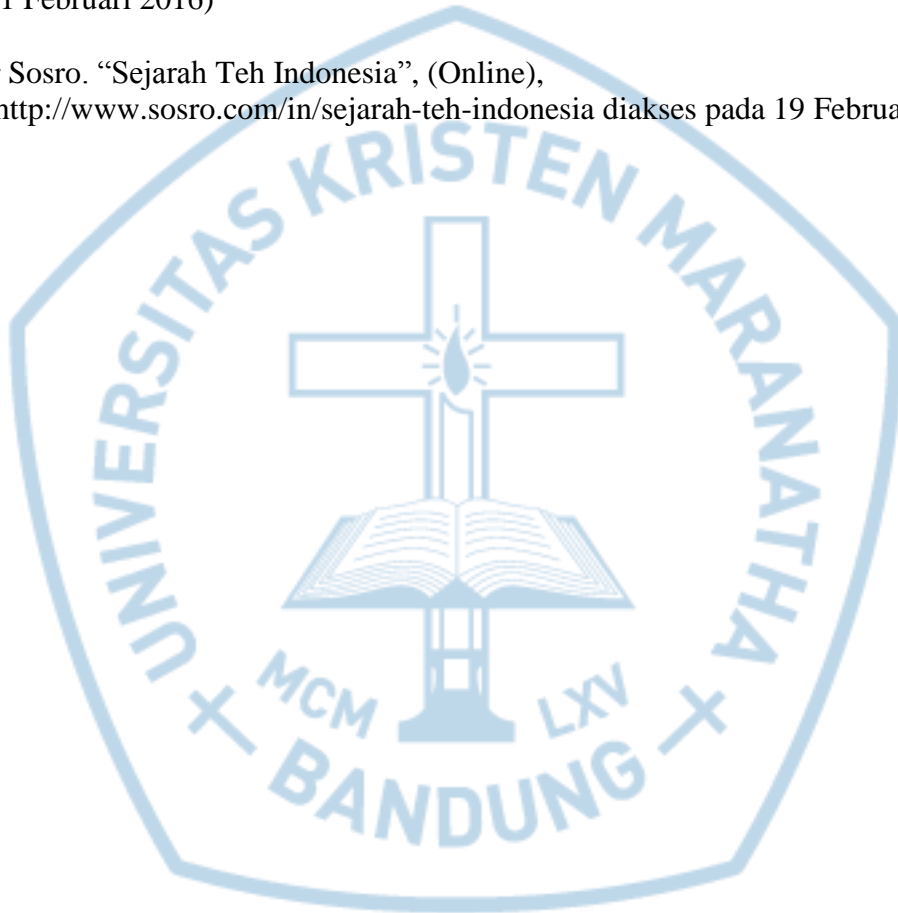 1 Februari 2016)
Sosro. “Sejarah Teh Indonesia”, (Online),
http://www.sosro.com/in/sejarah-teh-indonesia diakses pada 19 Februa
UNIVERSITAS KRISTEN MARANATHA
MCM LXV
BANDUNG